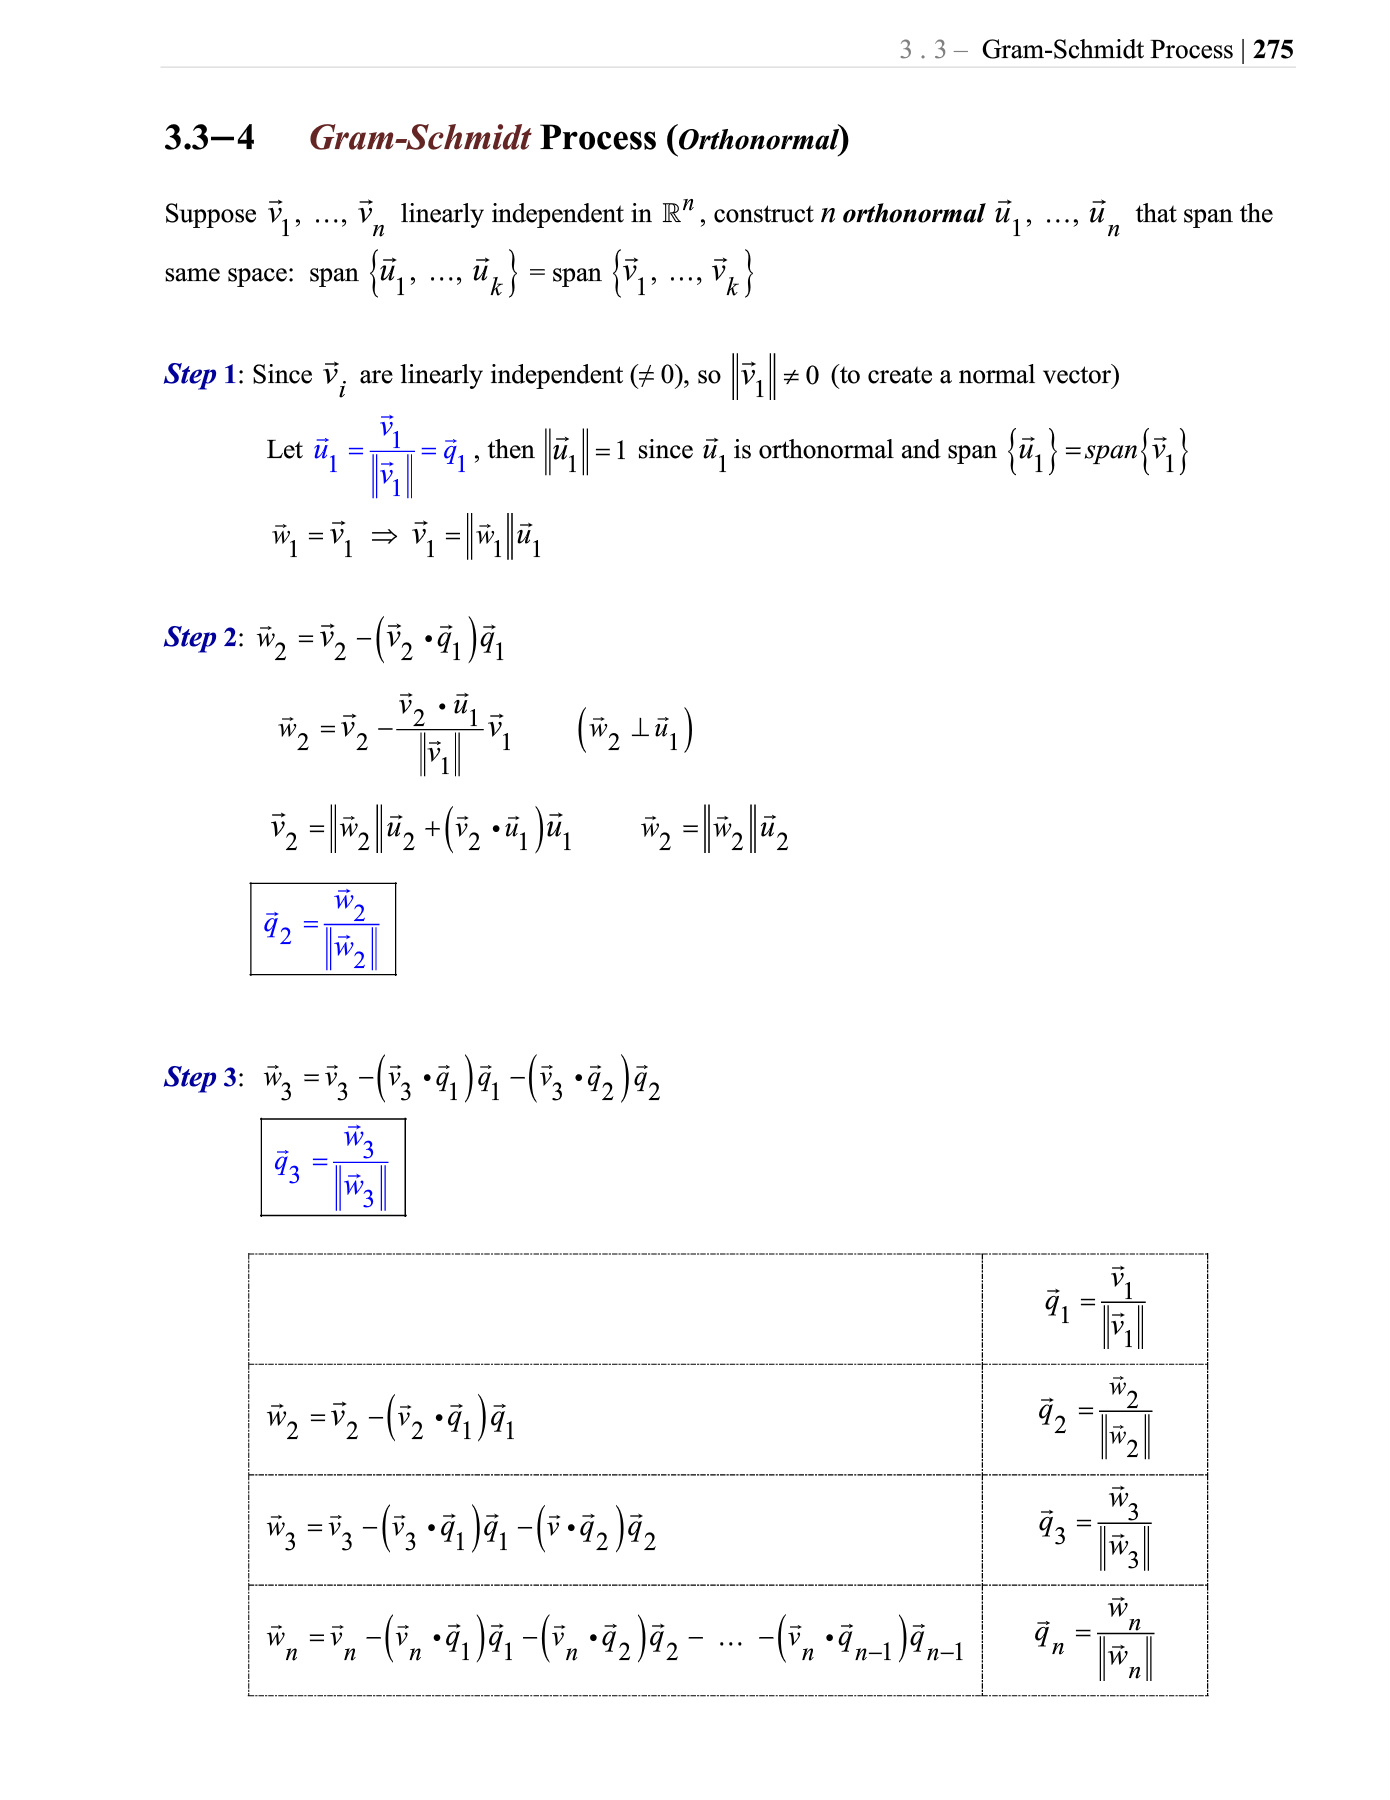 3 . 3 – Gram-Schmidt Process | 275
3.3–4 Gram-Schmidt Process (Orthonormal)
Suppose $\vec{v}_1, \ldots, \vec{v}_n$ linearly independent in $\mathbb{R}^n$, construct n orthonormal $\vec{u}_1, \ldots, \vec{u}_n$ that span the
same space: span $\{\vec{u}_1, \ldots, \vec{u}_k\}$ = span $\{\vec{v}_1, \ldots, \vec{v}_k\}$
Step 1: Since $\vec{v}_i$ are linearly independent (≠ 0), so $\|\vec{v}_1\| \neq 0$ (to create a normal vector)
Let $\vec{u}_1 = \frac{\vec{v}_1}{\|\vec{v}_1\|} = \vec{q}_1$, then $\|\vec{u}_1\| = 1$ since $\vec{u}_1$ is orthonormal and span $\{\vec{u}_1\}$ = span$\{\vec{v}_1\}$
$\vec{w}_1 = \vec{v}_1 \Rightarrow \vec{v}_1 = \|\vec{w}_1\| \vec{u}_1$
Step 2: $\vec{w}_2 = \vec{v}_2 - (\vec{v}_2 \bullet \vec{q}_1)\vec{q}_1$
$\vec{w}_2 = \vec{v}_2 - \frac{\vec{v}_2 \bullet \vec{u}_1}{\|\vec{v}_1\|} \vec{v}_1 \quad (\vec{w}_2 \perp \vec{u}_1)$
$\vec{v}_2 = \|\vec{w}_2\| \vec{u}_2 + (\vec{v}_2 \bullet \vec{u}_1)\vec{u}_1 \quad \vec{w}_2 = \|\vec{w}_2\| \vec{u}_2$
$\vec{q}_2 = \frac{\vec{w}_2}{\|\vec{w}_2\|}$
Step 3: $\vec{w}_3 = \vec{v}_3 - (\vec{v}_3 \bullet \vec{q}_1)\vec{q}_1 - (\vec{v}_3 \bullet \vec{q}_2)\vec{q}_2$
$\vec{q}_3 = \frac{\vec{w}_3}{\|\vec{w}_3\|}$
$\vec{q}_1 = \frac{\vec{v}_1}{\|\vec{v}_1\|}$
$\vec{w}_2 = \vec{v}_2 - (\vec{v}_2 \bullet \vec{q}_1)\vec{q}_1$ $\vec{q}_2 = \frac{\vec{w}_2}{\|\vec{w}_2\|}$
$\vec{w}_3 = \vec{v}_3 - (\vec{v}_3 \bullet \vec{q}_1)\vec{q}_1 - (\vec{v} \bullet \vec{q}_2)\vec{q}_2$ $\vec{q}_3 = \frac{\vec{w}_3}{\|\vec{w}_3\|}$
$\vec{w}_n = \vec{v}_n - (\vec{v}_n \bullet \vec{q}_1)\vec{q}_1 - (\vec{v}_n \bullet \vec{q}_2)\vec{q}_2 - \ldots - (\vec{v}_n \bullet \vec{q}_{n-1})\vec{q}_{n-1}$ $\vec{q}_n = \frac{\vec{w}_n}{\|\vec{w}_n\|}$